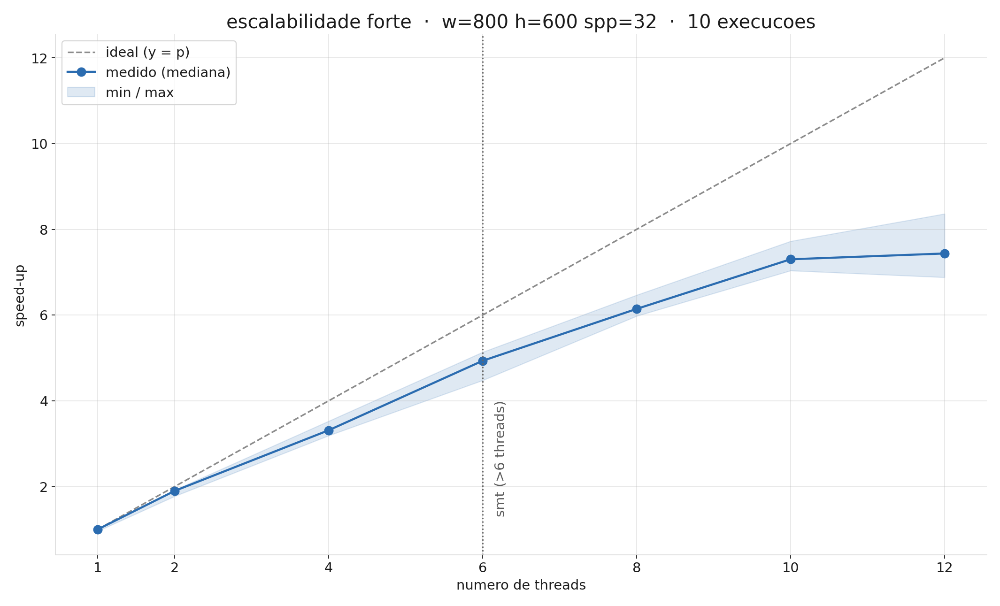 escalabilidade forte · w=800 h=600 spp=32 · 10 execucoes
ideal (y = p)
medido (mediana)
min / max
12
10
8
6
4
2
speed-up
smt (>6 threads)
1 2 4 6 8 10 12
numero de threads